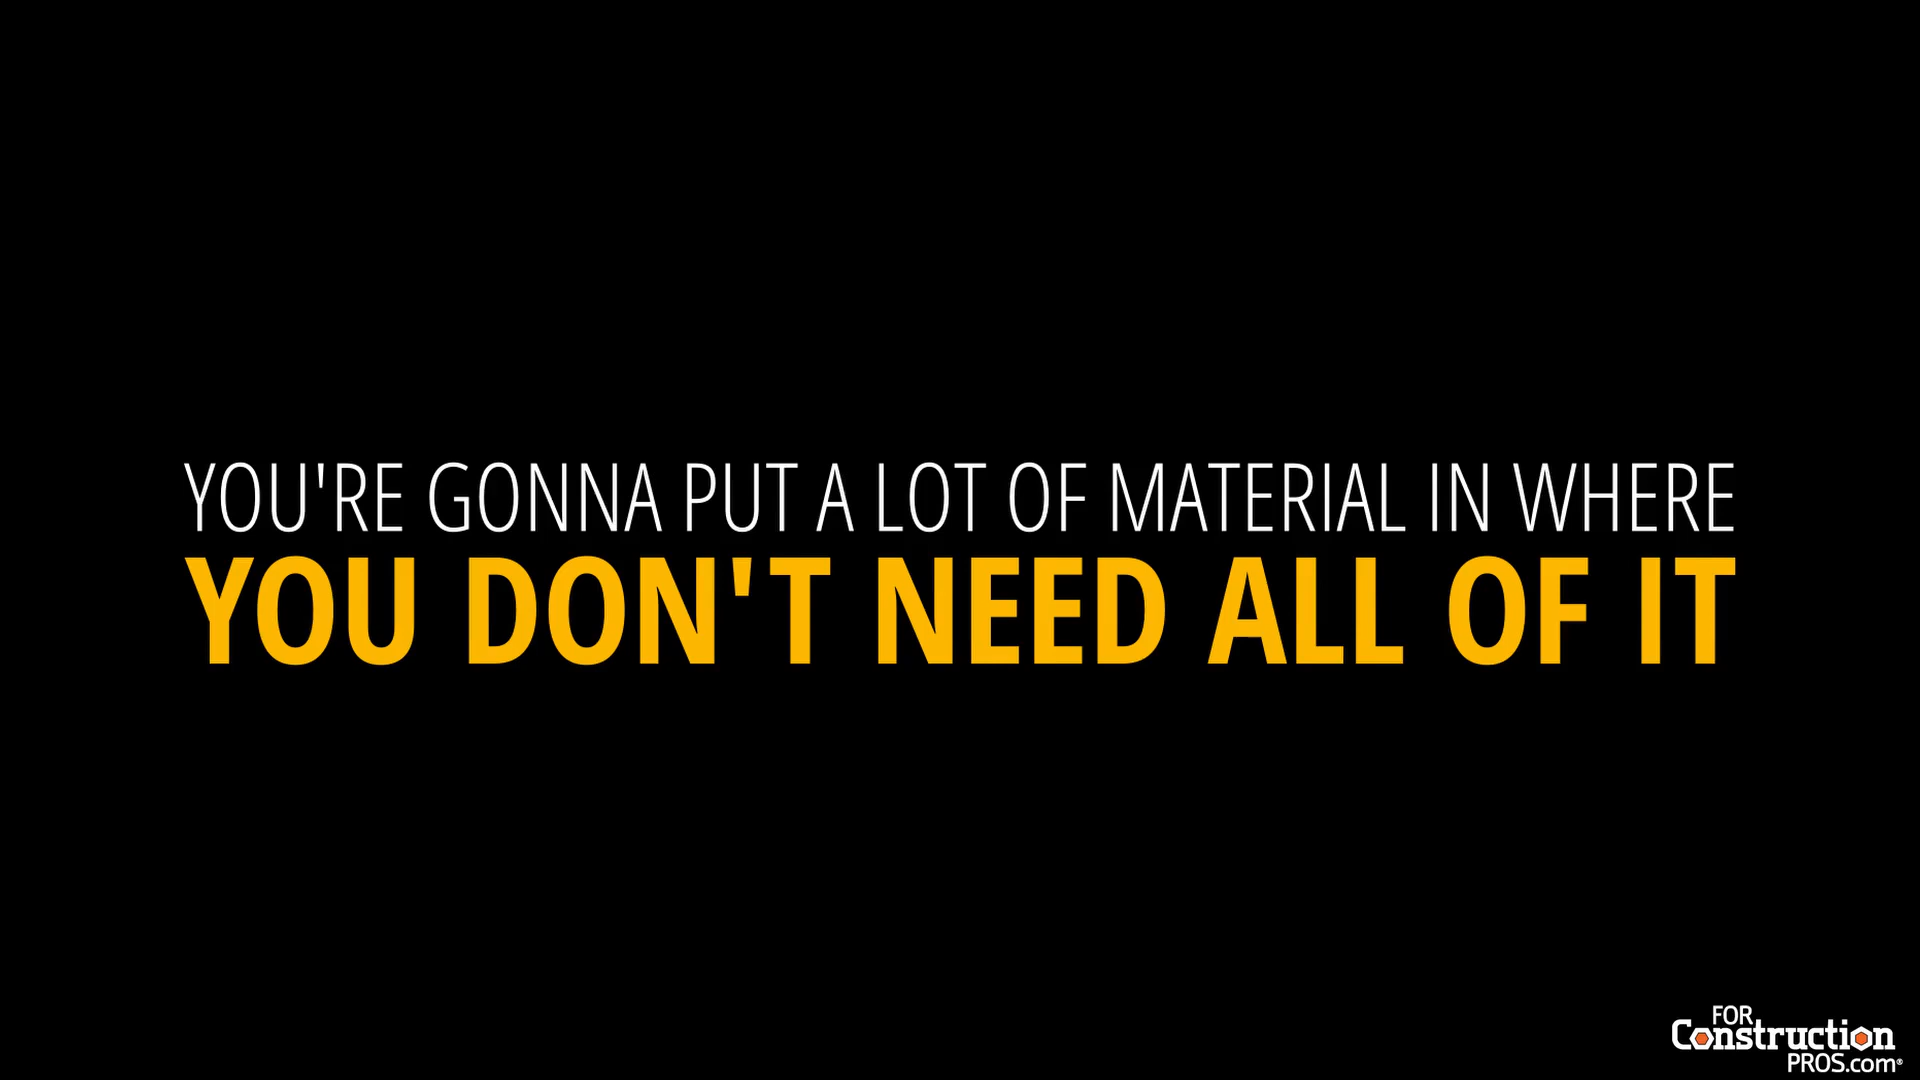 YOU'RE GONNA PUT A LOT OF MATERIAL IN WHERE
YOU DON'T NEED ALL OF IT
FOR
Construction
PROS.com®